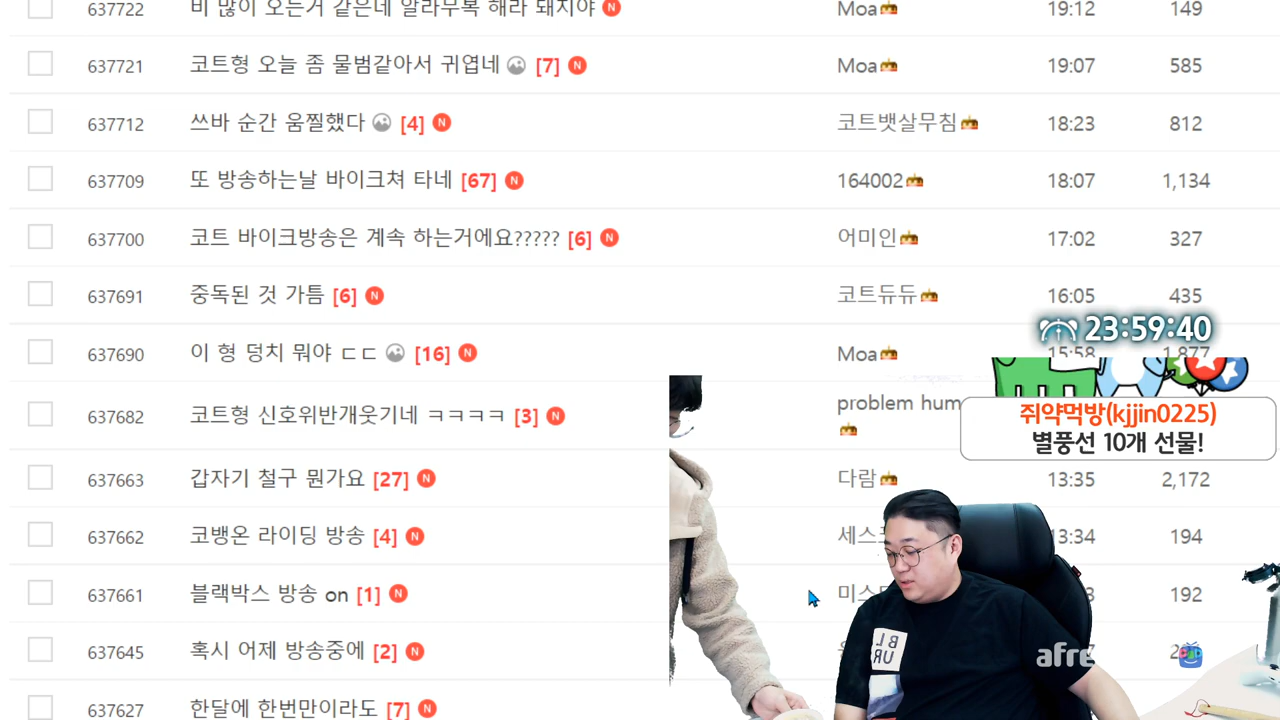 637722 비 많이 오는거 같은데 알라무복 해라 돼지야 N Moa 19:12 149
637721 코트형 오늘 좀 물범같아서 귀엽네 [7] N Moa 19:07 585
637712 쓰바 순간 움찔했다 [4] N 코트뱃살무침 18:23 812
637709 또 방송하는날 바이크쳐 타네 [67] N 164002 18:07 1,134
637700 코트 바이크방송은 계속 하는거에요????? [6] N 어미인 17:02 327
637691 중독된 것 가틈 [6] N 코트듀듀 16:05 435
23:59:40
637690 이 형 덩치 뭐야 ㄷㄷ [16] N Moa 15:58 1,877
637682 코트형 신호위반개웃기네 ㅋㅋㅋㅋ [3] N problem hum
쥐약먹방(kjjin0225)
별풍선 10개 선물!
637663 갑자기 철구 뭔가요 [27] N 다람 13:35 2,172
637662 코뱅온 라이딩 방송 [4] N 세스 13:34 194
637661 블랙박스 방송 on [1] N 미스 192
637645 혹시 어제 방송중에 [2] N
BL
UR
afre
637627 한달에 한번만이라도 [7] N